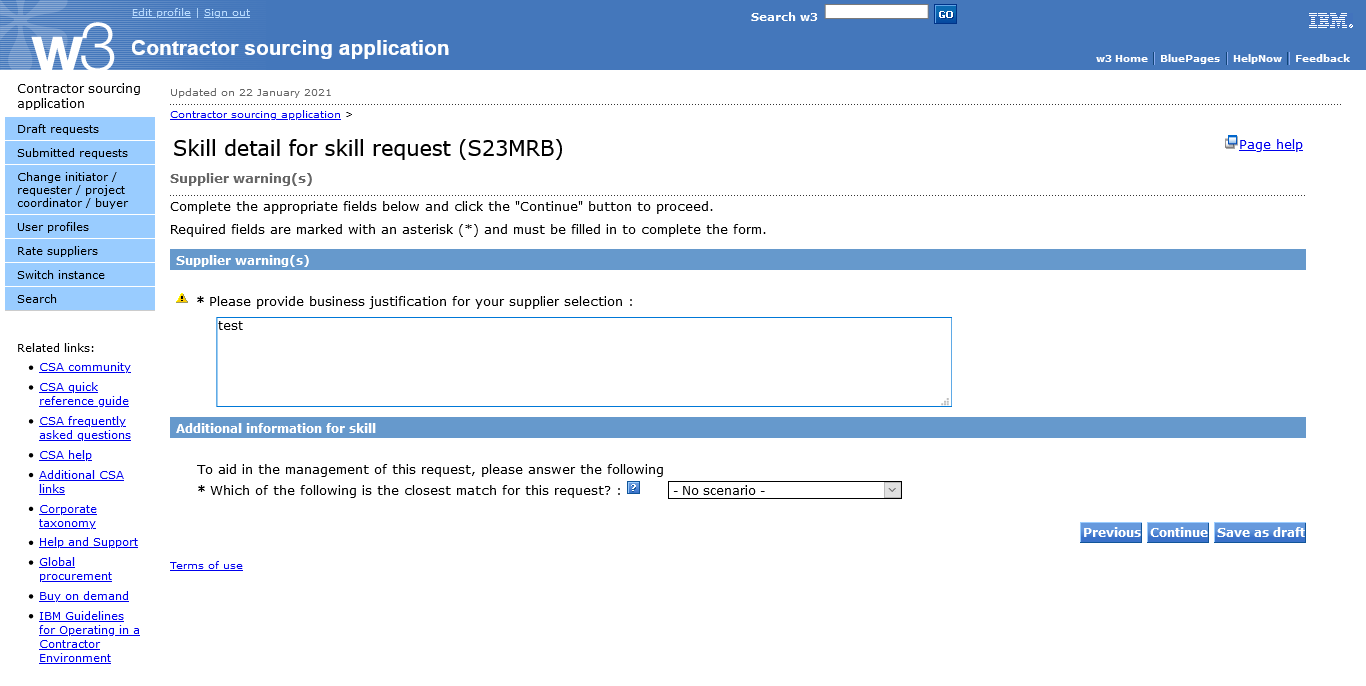 Edit profile | Sign out
Search w3
GO
IBM.
w3
Contractor sourcing application
w3 Home | BluePages | HelpNow | Feedback
Contractor sourcing
application
Draft requests
Submitted requests
Change initiator /
requester / project
coordinator / buyer
User profiles
Rate suppliers
Switch instance
Search
Related links:
• CSA community
• CSA quick
reference guide
• CSA frequently
asked questions
• CSA help
• Additional CSA
links
• Corporate
taxonomy
• Help and Support
• Global
procurement
• Buy on demand
• IBM Guidelines
for Operating in a
Contractor
Environment
Updated on 22 January 2021
Contractor sourcing application >
Skill detail for skill request (S23MRB)
Page help
Supplier warning(s)
Complete the appropriate fields below and click the "Continue" button to proceed.
Required fields are marked with an asterisk (*) and must be filled in to complete the form.
Supplier warning(s)
* Please provide business justification for your supplier selection :
test
Additional information for skill
To aid in the management of this request, please answer the following
* Which of the following is the closest match for this request? : ? - No scenario -
Previous Continue Save as draft
Terms of use